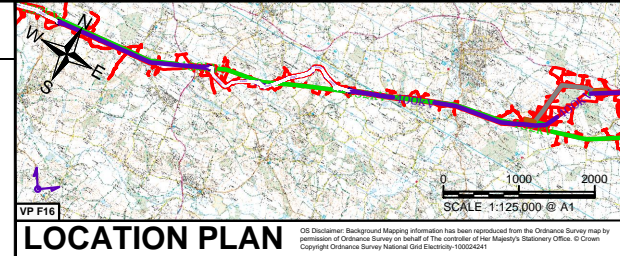 N
W
E
S
400kV
0 1000 2000
SCALE 1:125,000 @ A1
VP F16
LOCATION PLAN
OS Disclaimer: Background Mapping information has been reproduced from the Ordnance Survey map by
permission of Ordnance Survey on behalf of The controller of Her Majesty's Stationery Office. © Crown
Copyright Ordnance Survey National Grid Electricity-100024241